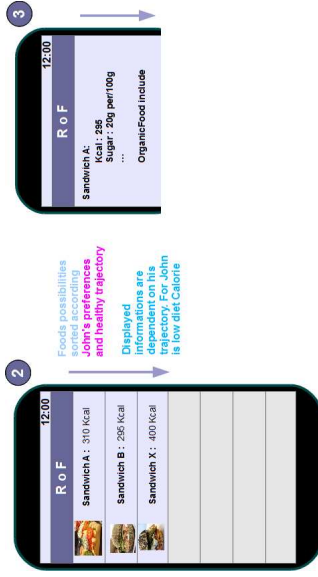 2
12:00
R o F
Sandwich A : 310 Kcal
Sandwich B : 295 Kcal
Sandwich X : 400 Kcal
Foods possibilities
sorted according
John's preferences
and healthy trajectory
Displayed
informations are
dependent on his
trajectory. For John
is low diet Calorie
3
12:00
R o F
Sandwich A:
Kcal : 295
Sugar : 20g per/100g
...
OrganicFood include